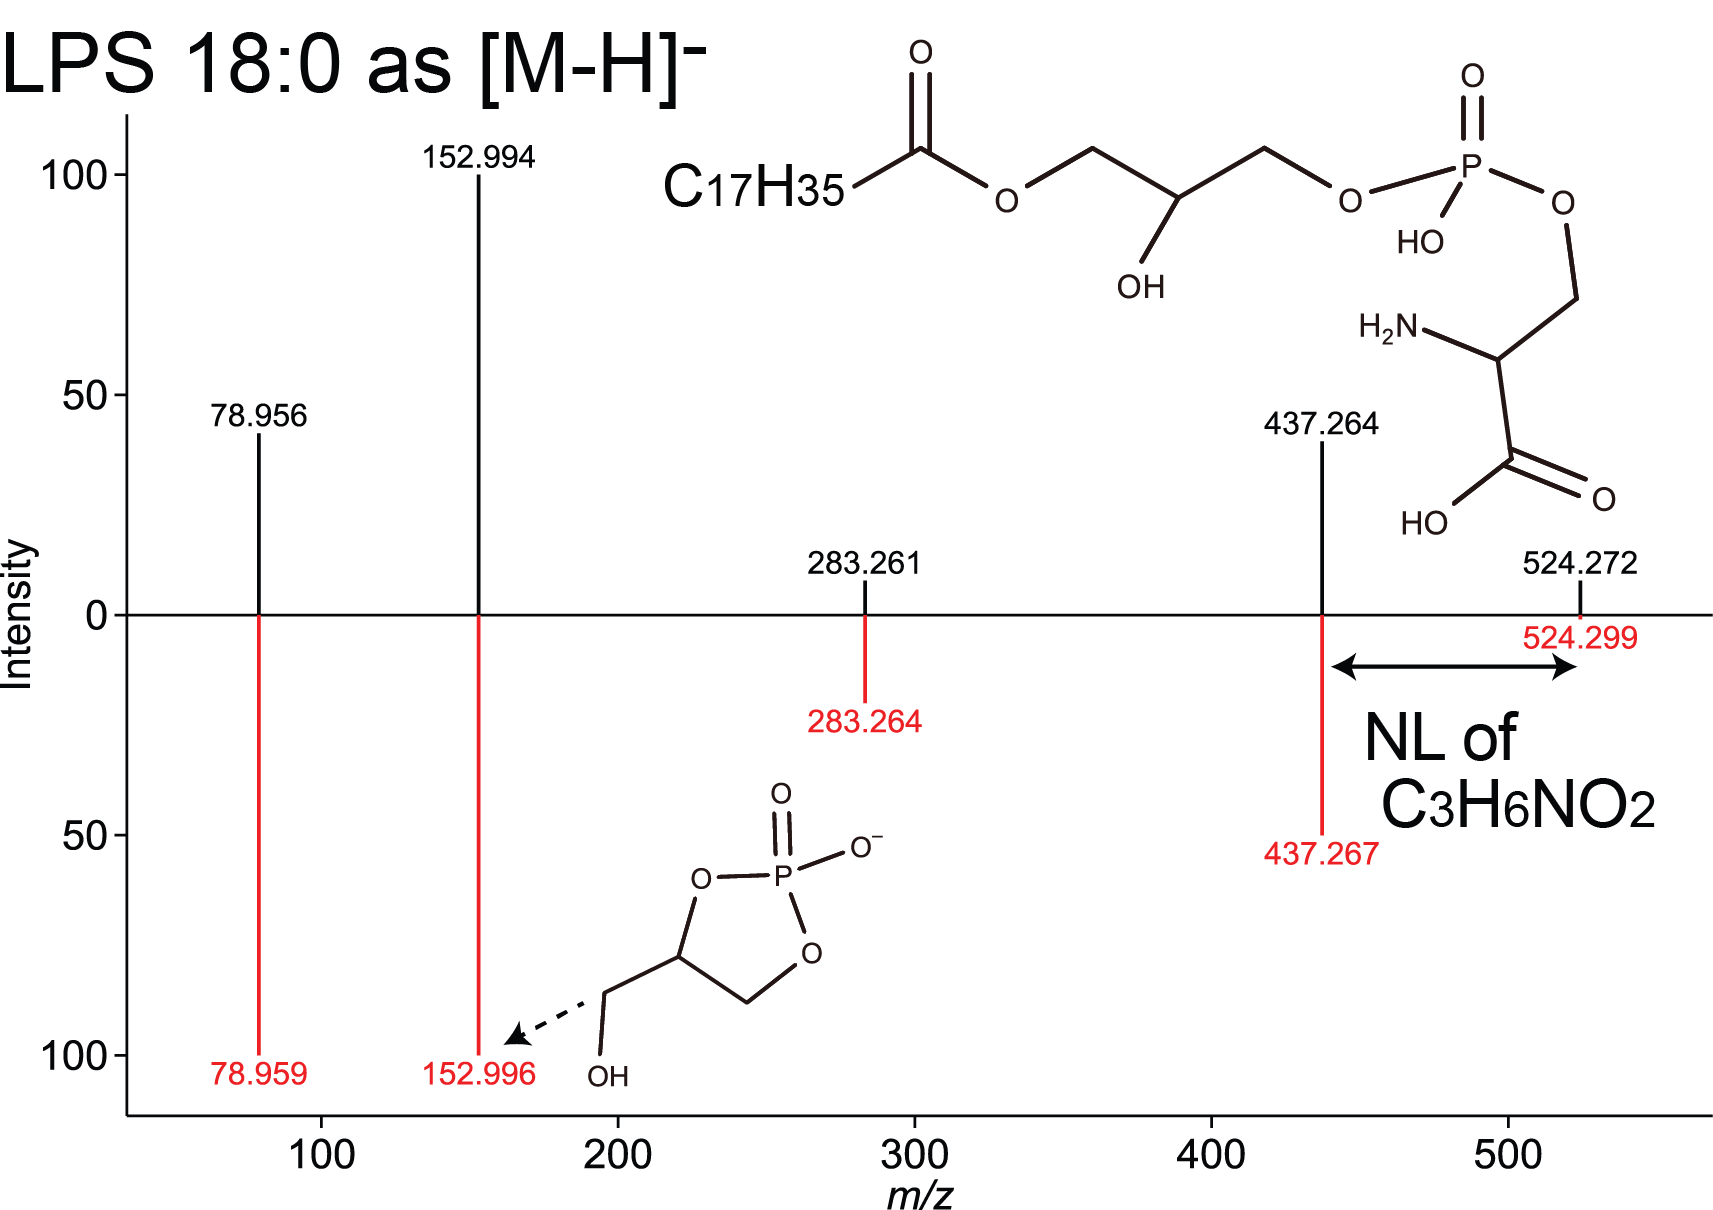 LPS 18:0 as [M-H]⁻
O
O
C17H35
O
O
P
O
HO
OH
H₂N
O
HO
100
50
0
50
100
Intensity
152.994
78.956
283.261
437.264
524.272
524.299
283.264
437.267
78.959
152.996
NL of
C3H6NO2
O
O⁻
P
O
O
OH
100
200
300
400
500
m/z